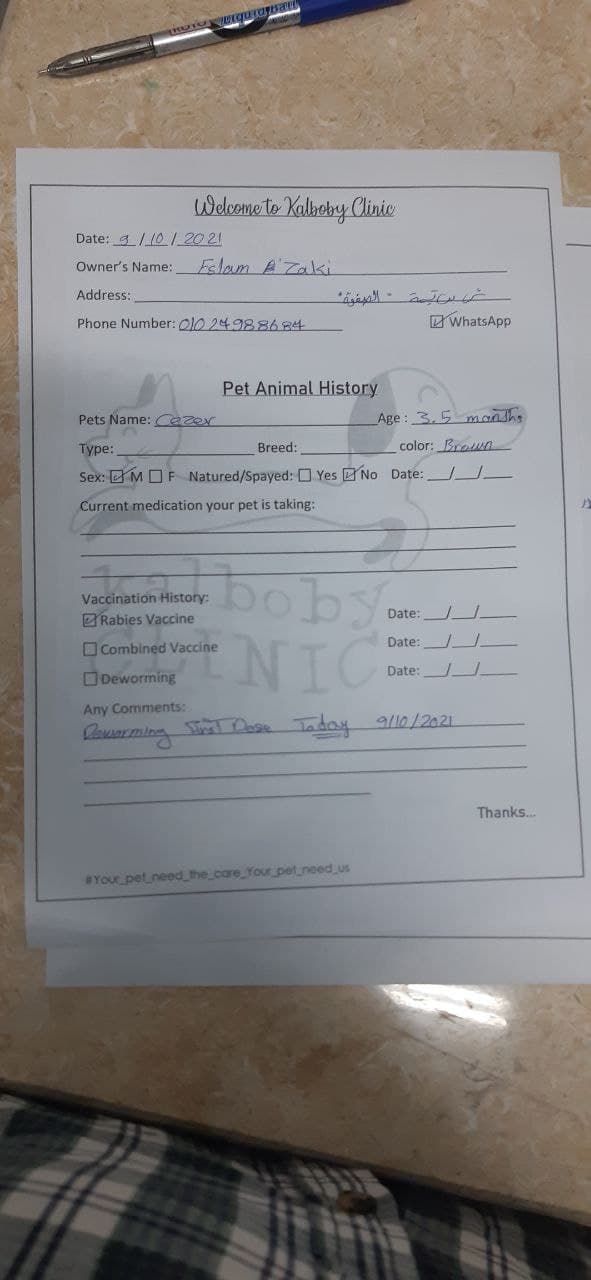 Liquid Ball
Welcome to Kalboby Clinic
Date: 9 / 10 / 2021
Owner's Name: Eslam Zaki
Address: "الصفوة" -
Phone Number: 01024988684 ☑ WhatsApp
Pet Animal History
Pets Name: Cezer Age : 3.5 months
Type: Breed: color: Brown
Sex: ☑ M ☐ F Natured/Spayed: ☐ Yes ☑ No Date: __/__/__
Current medication your pet is taking:
kalboby
CLINIC
Vaccination History:
☑ Rabies Vaccine Date: __/__/__
☐ Combined Vaccine Date: __/__/__
☐ Deworming Date: __/__/__
Any Comments:
Deworming first Dose Today 9/10/2021
Thanks...
#Your_pet_need_the_care_Your_pet_need_us